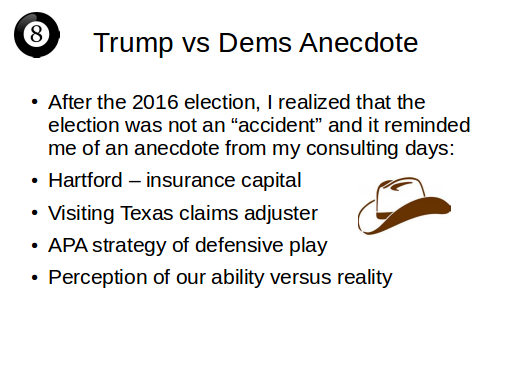 8
Trump vs Dems Anecdote
• After the 2016 election, I realized that the
election was not an “accident” and it reminded
me of an anecdote from my consulting days:
• Hartford – insurance capital
• Visiting Texas claims adjuster
• APA strategy of defensive play
• Perception of our ability versus reality